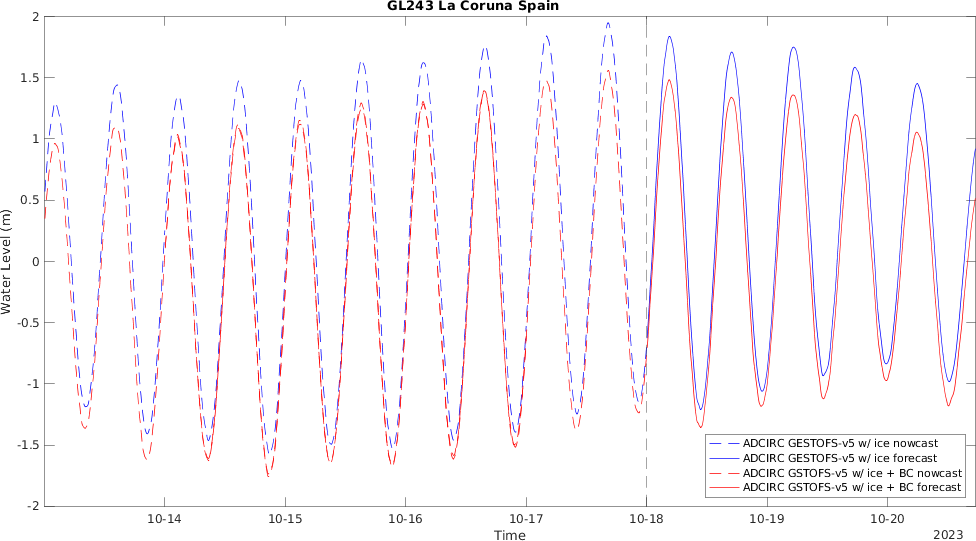 GL243 La Coruna Spain
2
1.5
1
0.5
0
-0.5
-1
-1.5
-2
Water Level (m)
10-14 10-15 10-16 10-17 10-18 10-19 10-20
Time
2023
ADCIRC GESTOFS-v5 w/ ice nowcast
ADCIRC GESTOFS-v5 w/ ice forecast
ADCIRC GSTOFS-v5 w/ ice + BC nowcast
ADCIRC GSTOFS-v5 w/ ice + BC forecast